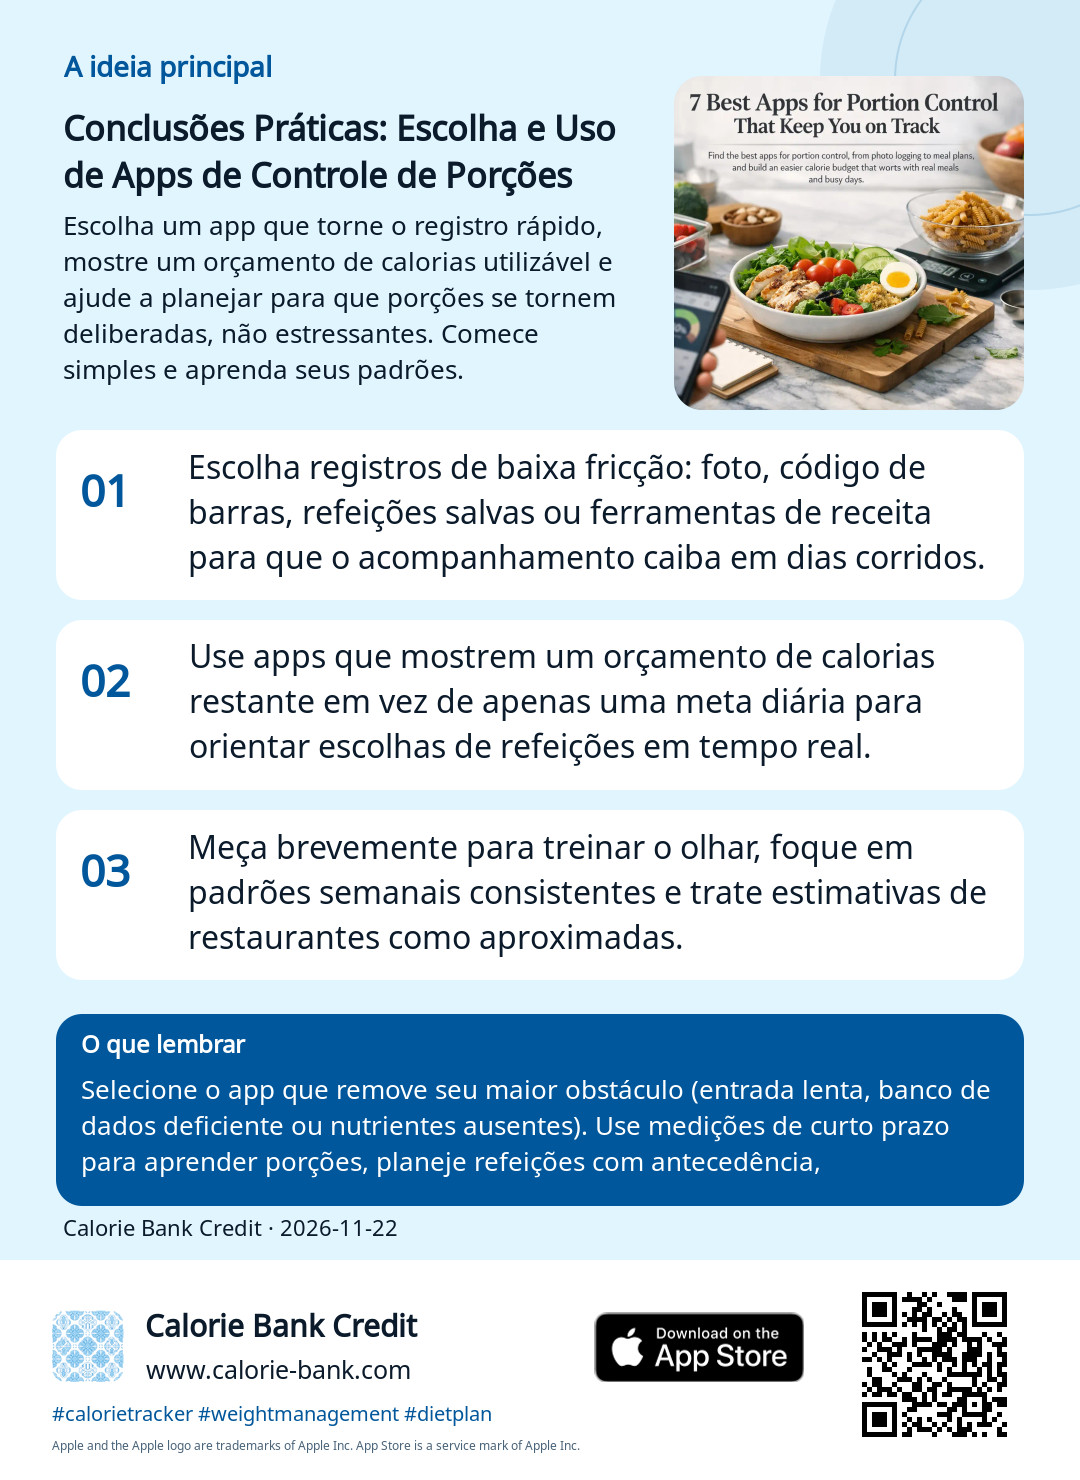 A ideia principal
Conclusões Práticas: Escolha e Uso
de Apps de Controle de Porções
Escolha um app que torne o registro rápido,
mostre um orçamento de calorias utilizável e
ajude a planejar para que porções se tornem
deliberadas, não estressantes. Comece
simples e aprenda seus padrões.
7 Best Apps for Portion Control
That Keep You on Track
Find the best apps for portion control, from photo logging to meal plans,
and build an easier calorie budget that worts with real meals
and busy days.
01
Escolha registros de baixa fricção: foto, código de
barras, refeições salvas ou ferramentas de receita
para que o acompanhamento caiba em dias corridos.
02
Use apps que mostrem um orçamento de calorias
restante em vez de apenas uma meta diária para
orientar escolhas de refeições em tempo real.
03
Meça brevemente para treinar o olhar, foque em
padrões semanais consistentes e trate estimativas de
restaurantes como aproximadas.
O que lembrar
Selecione o app que remove seu maior obstáculo (entrada lenta, banco de
dados deficiente ou nutrientes ausentes). Use medições de curto prazo
para aprender porções, planeje refeições com antecedência,
Calorie Bank Credit · 2026-11-22
Calorie Bank Credit
www.calorie-bank.com
Download on the
App Store
#calorietracker #weightmanagement #dietplan
Apple and the Apple logo are trademarks of Apple Inc. App Store is a service mark of Apple Inc.